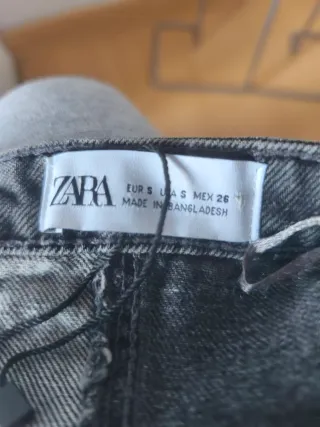 ZARA
EUR S USA S MEX 26
MADE IN BANGLADESH